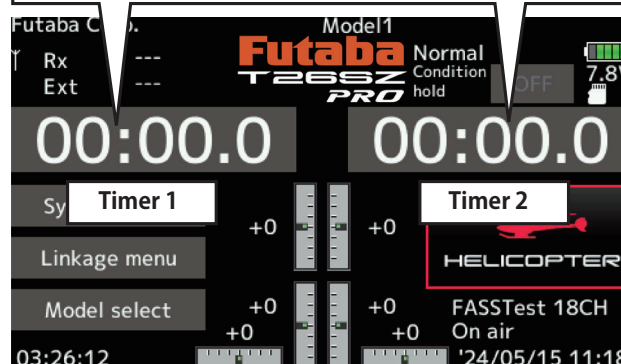 Futaba C p.
Model1
Rx ---
Ext ---
Futaba
T26SZ
PRO
Normal
Condition
hold
OFF
7.8V
00:00.0
00:00.0
Sy
Timer 1
Timer 2
+0
+0
Linkage menu
HELICOPTER
Model select
+0
+0
+0
+0
FASSTest 18CH
On air
03:26:12
'24/05/15 11:18